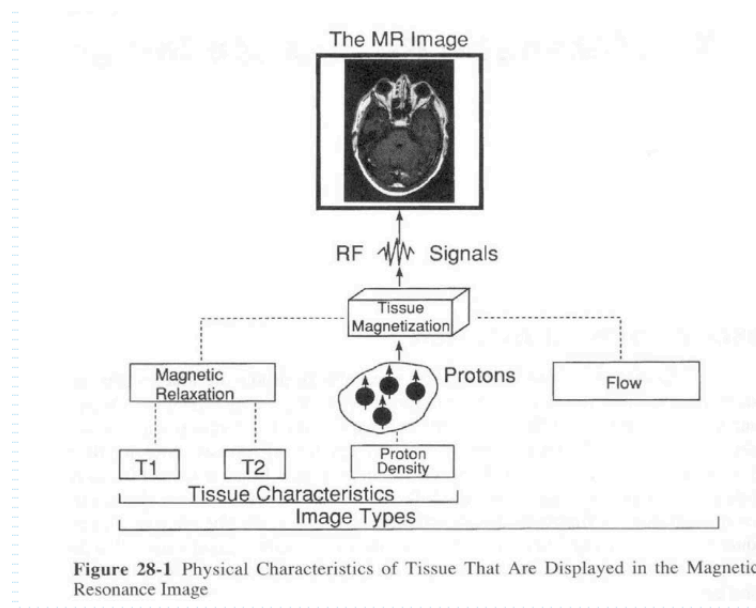 The MR Image
RF Signals
Tissue
Magnetization
Magnetic
Relaxation
Protons
Flow
T1 T2
Proton
Density
Tissue Characteristics
Image Types
Figure 28-1 Physical Characteristics of Tissue That Are Displayed in the Magnetic
Resonance Image